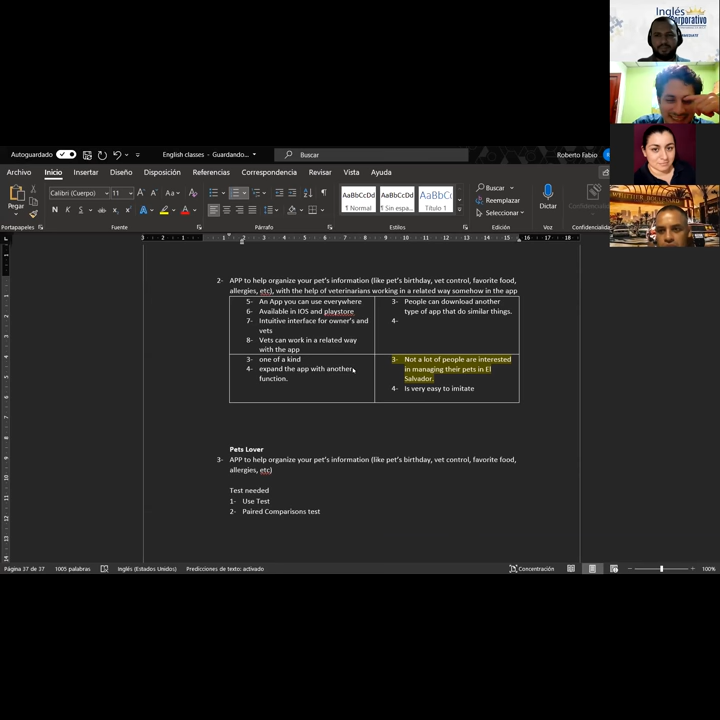 Inglés
Corporativo
Autoguardado
English classes - Guardando...
Buscar
Roberto Fabio
Archivo Inicio Insertar Diseño Disposición Referencias Correspondencia Revisar Vista Ayuda
Pegar
Calibri (Cuerpo) 11
N K S
AaBbCcDd AaBbCcDd AaBbC
1 Normal 1 Sin espa... Título 1
Buscar
Reemplazar
Seleccionar
Dictar
Confidencialidad
Portapapeles Fuente Párrafo Estilos Edición Voz Confidencialidad
2- APP to help organize your pet's information (like pet's birthday, vet control, favorite food,
allergies, etc), with the help of veterinarians working in a related way somehow in the app
5- An App you can use everywhere
6- Available in IOS and playstore
7- Intuitive interface for owner's and
vets
8- Vets can work in a related way
with the app
3- People can download another
type of app that do similar things.
4-
3- one of a kind
4- expand the app with another
function.
3- Not a lot of people are interested
in managing their pets in El
Salvador.
4- Is very easy to imitate
Pets Lover
3- APP to help organize your pet's information (like pet's birthday, vet control, favorite food,
allergies, etc)
Test needed
1- Use Test
2- Paired Comparisons test
Página 37 de 37 1005 palabras Inglés (Estados Unidos) Predicciones de texto: activado Concentración 100%